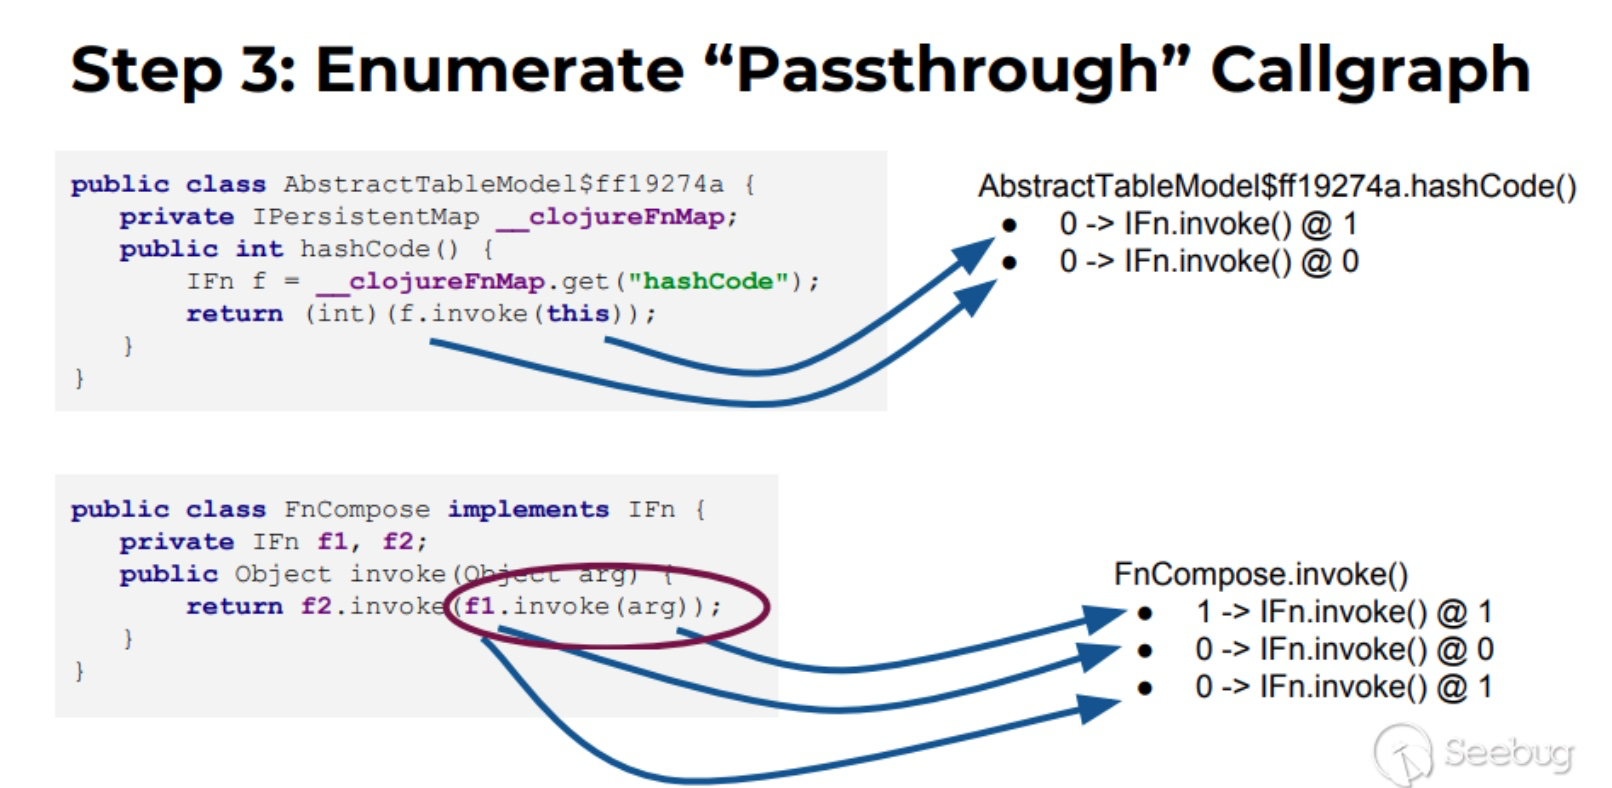 Step 3: Enumerate “Passthrough” Callgraph
public class AbstractTableModel$ff19274a {
private IPersistentMap __clojureFnMap;
public int hashCode() {
IFn f = __clojureFnMap.get("hashCode");
return (int)(f.invoke(this));
}
}
AbstractTableModel$ff19274a.hashCode()
● 0 -> IFn.invoke() @ 1
● 0 -> IFn.invoke() @ 0
public class FnCompose implements IFn {
private IFn f1, f2;
public Object invoke(Object arg) {
return f2.invoke(f1.invoke(arg));
}
}
FnCompose.invoke()
● 1 -> IFn.invoke() @ 1
● 0 -> IFn.invoke() @ 0
● 0 -> IFn.invoke() @ 1
Seebug